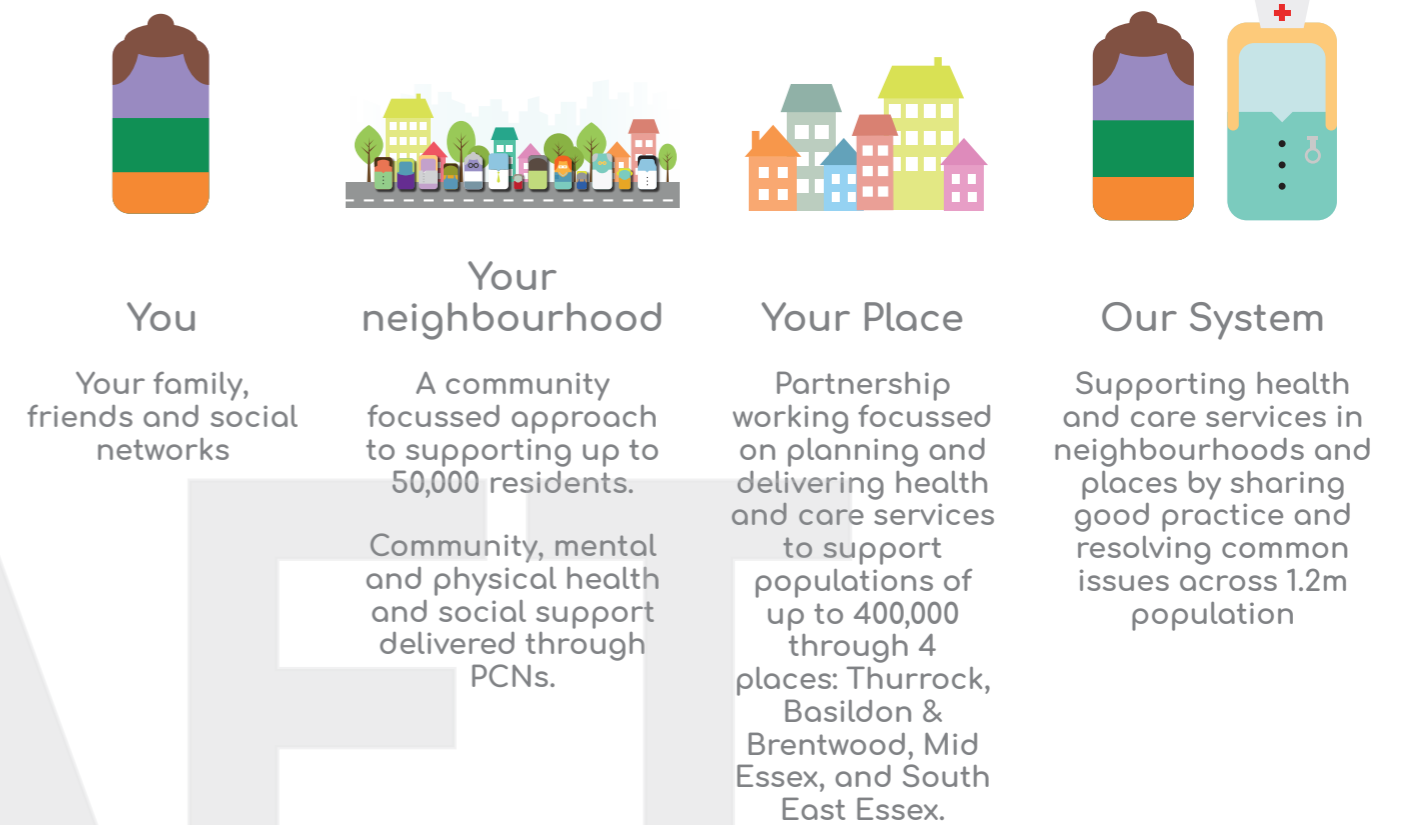 You
Your family,
friends and social
networks
Your
neighbourhood
A community
focussed approach
to supporting up to
50,000 residents.
Community, mental
and physical health
and social support
delivered through
PCNs.
Your Place
Partnership
working focussed
on planning and
delivering health
and care services
to support
populations of
up to 400,000
through 4
places: Thurrock,
Basildon &
Brentwood, Mid
Essex, and South
East Essex.
Our System
Supporting health
and care services in
neighbourhoods and
places by sharing
good practice and
resolving common
issues across 1.2m
population
FT